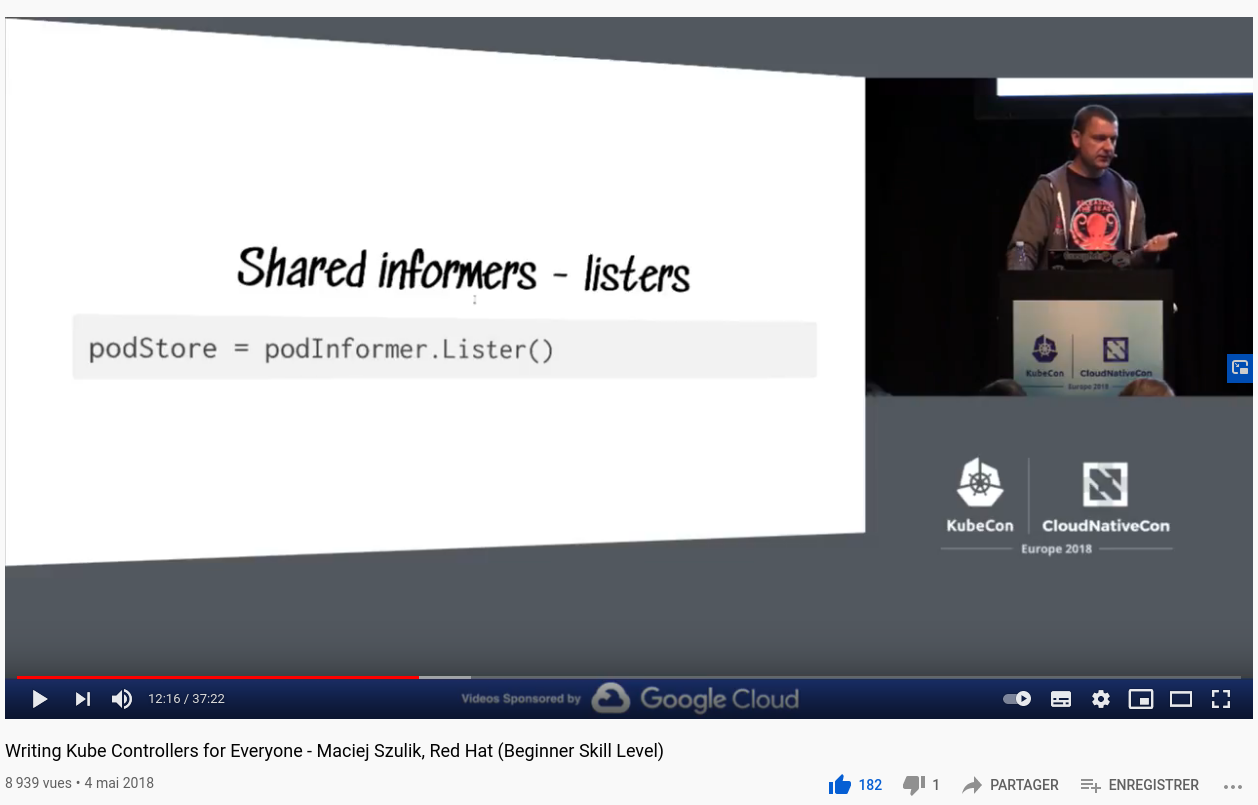 Shared informers - listers
podStore = podInformer.Lister()
KubeCon
CloudNativeCon
Europe 2018
KubeCon
CloudNativeCon
Europe 2018
12:16 / 37:22
Videos Sponsored by
Google Cloud
Writing Kube Controllers for Everyone - Maciej Szulik, Red Hat (Beginner Skill Level)
8 939 vues • 4 mai 2018
182
1
PARTAGER
ENREGISTRER